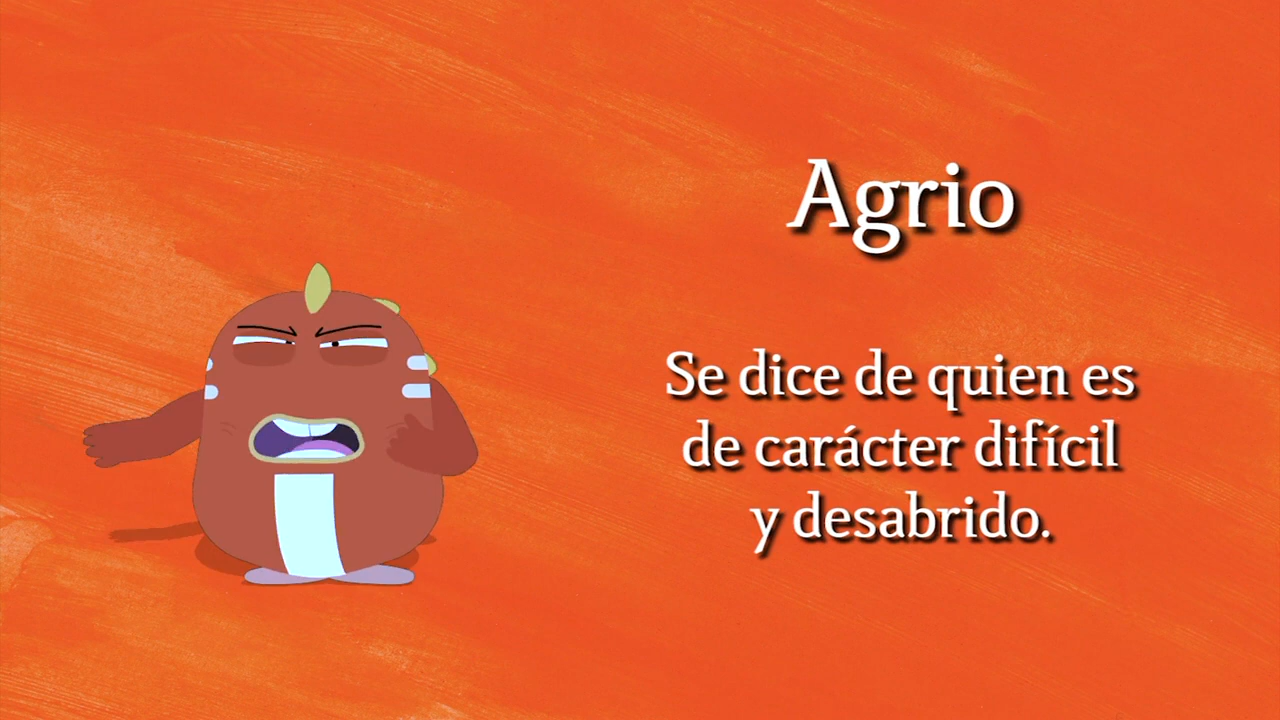 Agrio
Se dice de quien es
de carácter difícil
y desabrido.